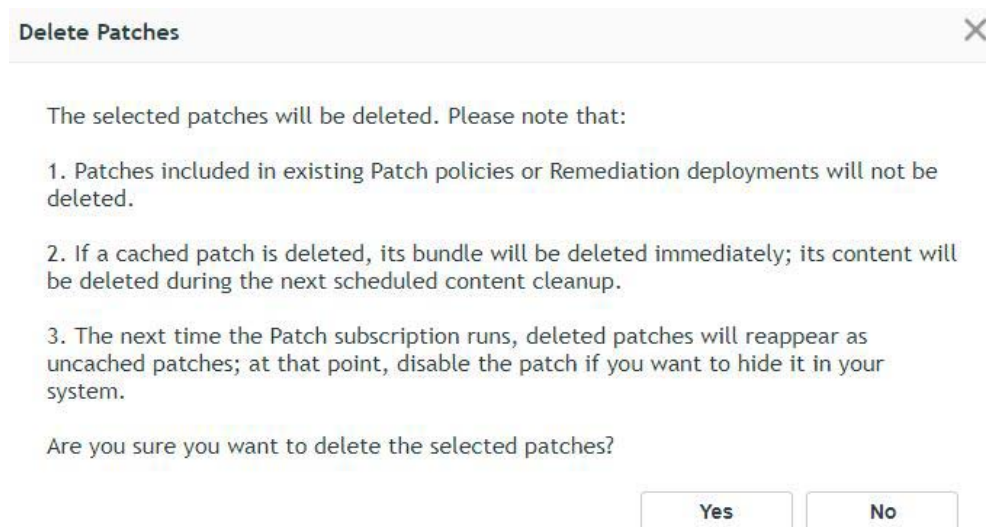 Delete Patches
The selected patches will be deleted. Please note that:
1. Patches included in existing Patch policies or Remediation deployments will not be
deleted.
2. If a cached patch is deleted, its bundle will be deleted immediately; its content will
be deleted during the next scheduled content cleanup.
3. The next time the Patch subscription runs, deleted patches will reappear as
uncached patches; at that point, disable the patch if you want to hide it in your
system.
Are you sure you want to delete the selected patches?
Yes No